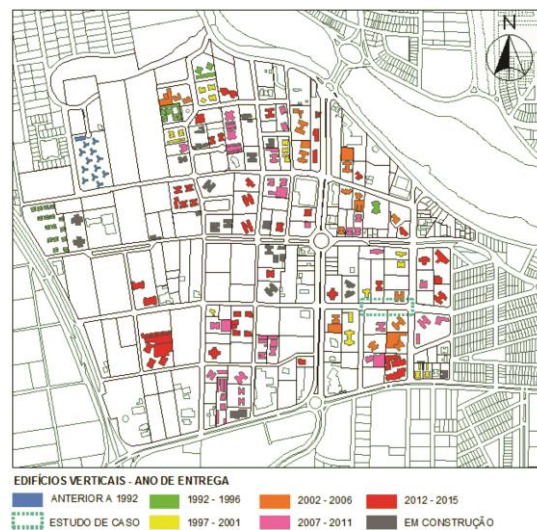 N
EDIFÍCIOS VERTICAIS - ANO DE ENTREGA
ANTERIOR A 1992 1992 - 1996 2002 - 2006 2012 - 2015
ESTUDO DE CASO 1997 - 2001 2007 - 2011 EM CONSTRUÇÃO